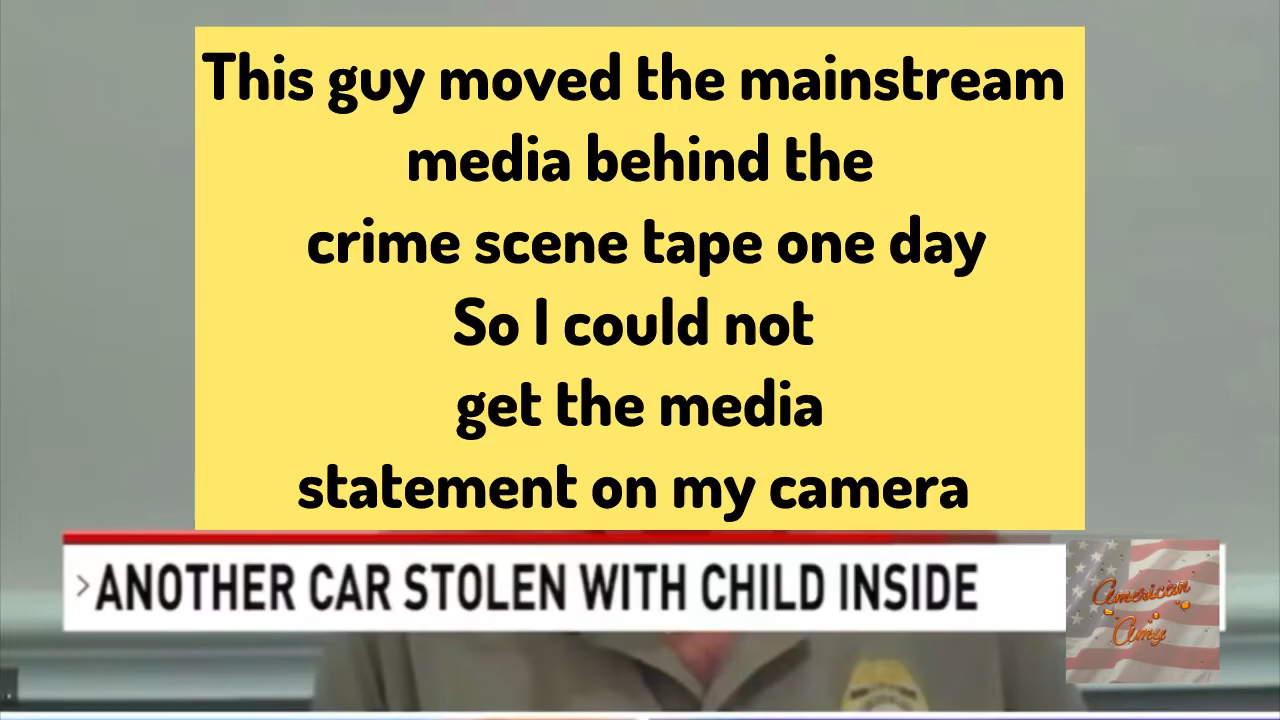 This guy moved the mainstream
media behind the
crime scene tape one day
So I could not
get the media
statement on my camera
>ANOTHER CAR STOLEN WITH CHILD INSIDE
American
Amy